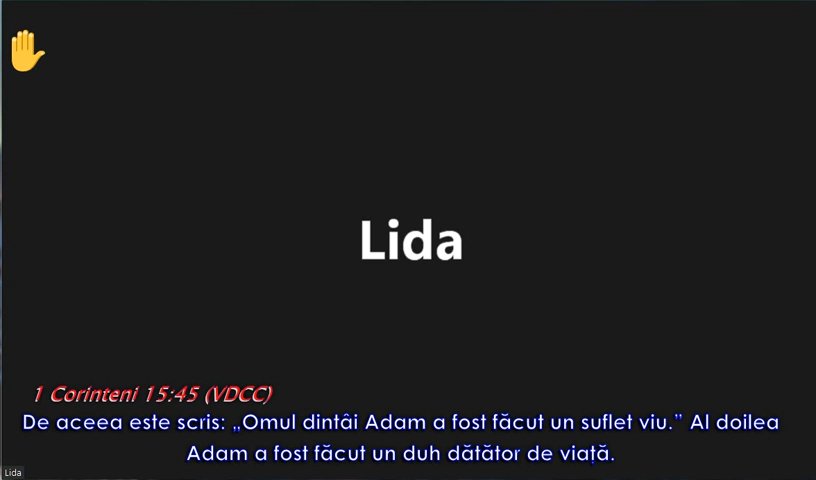 Lida
1 Corinteni 15:45 (VDCC)
De aceea este scris: „Omul dintâi Adam a fost făcut un suflet viu.” Al doilea
Adam a fost făcut un duh dătător de viaţă.
Lida